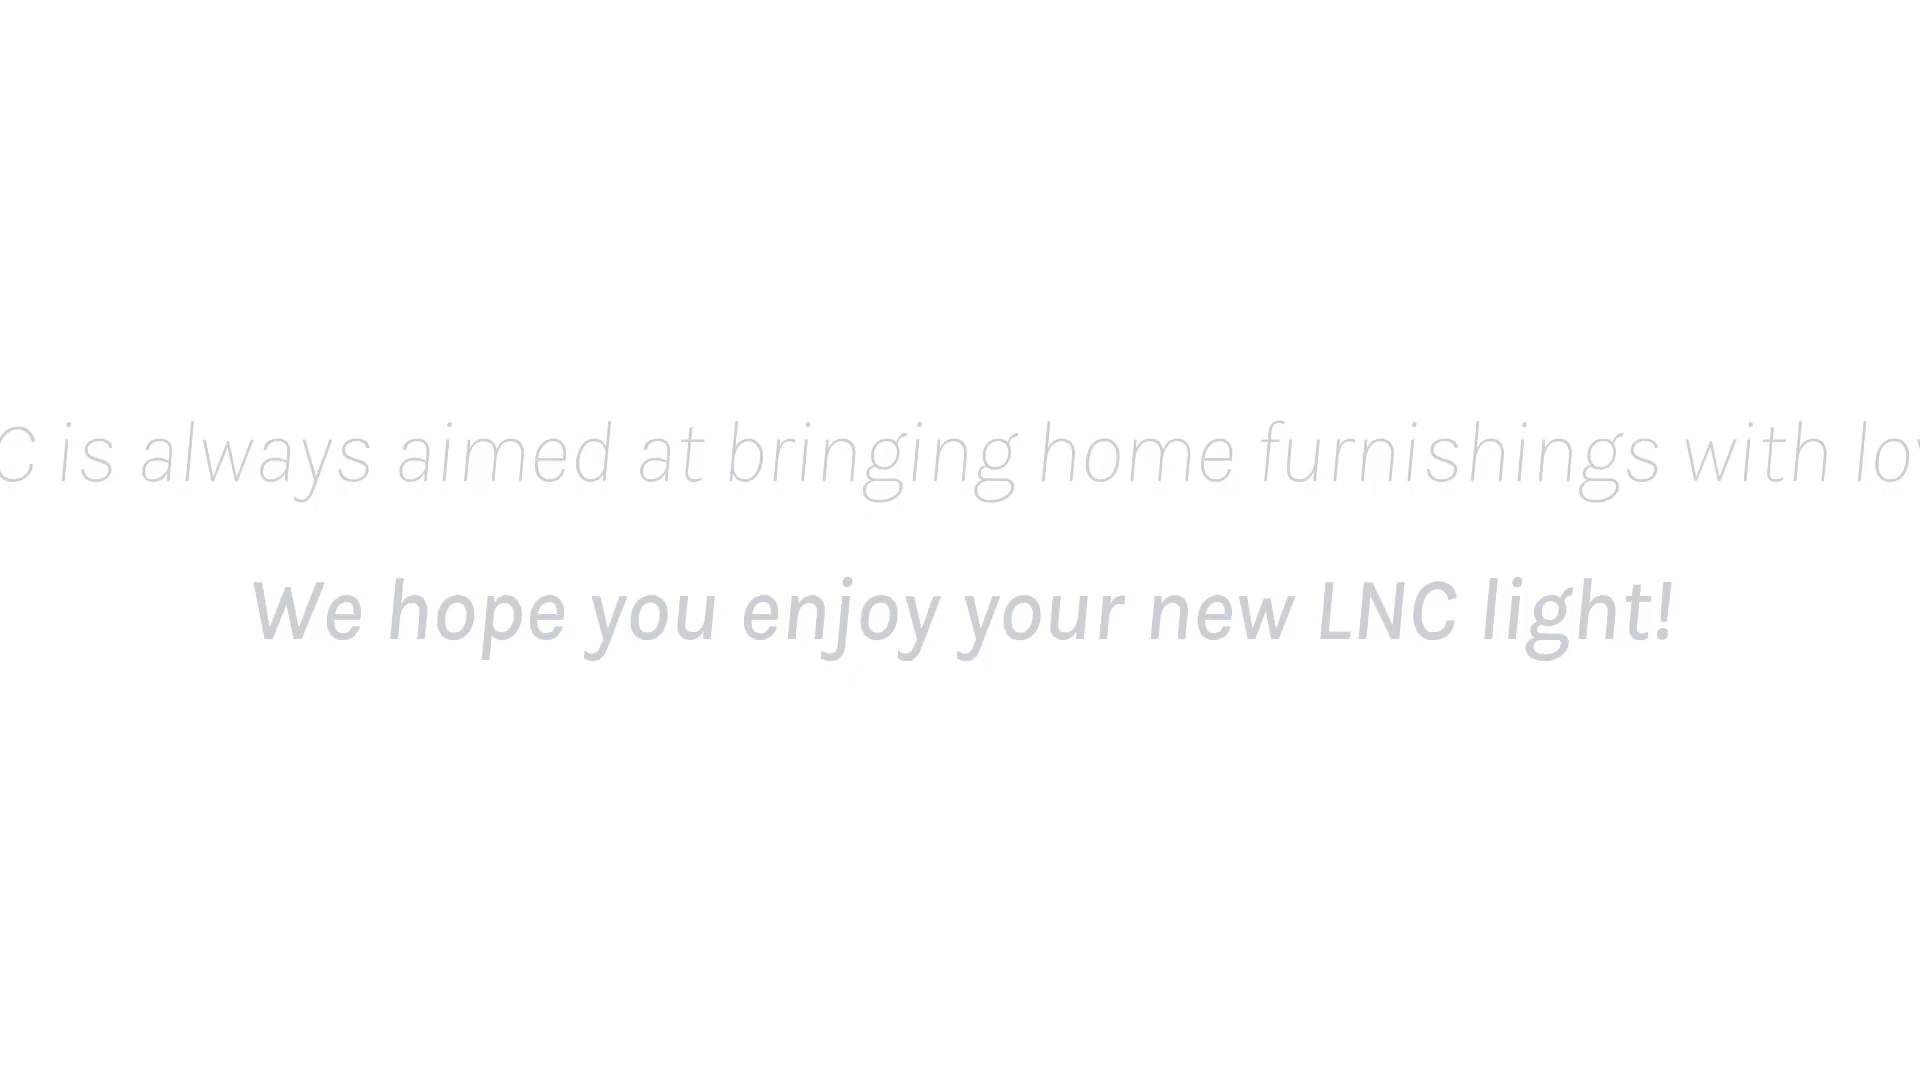 C is always aimed at bringing home furnishings with lo
We hope you enjoy your new LNC light!